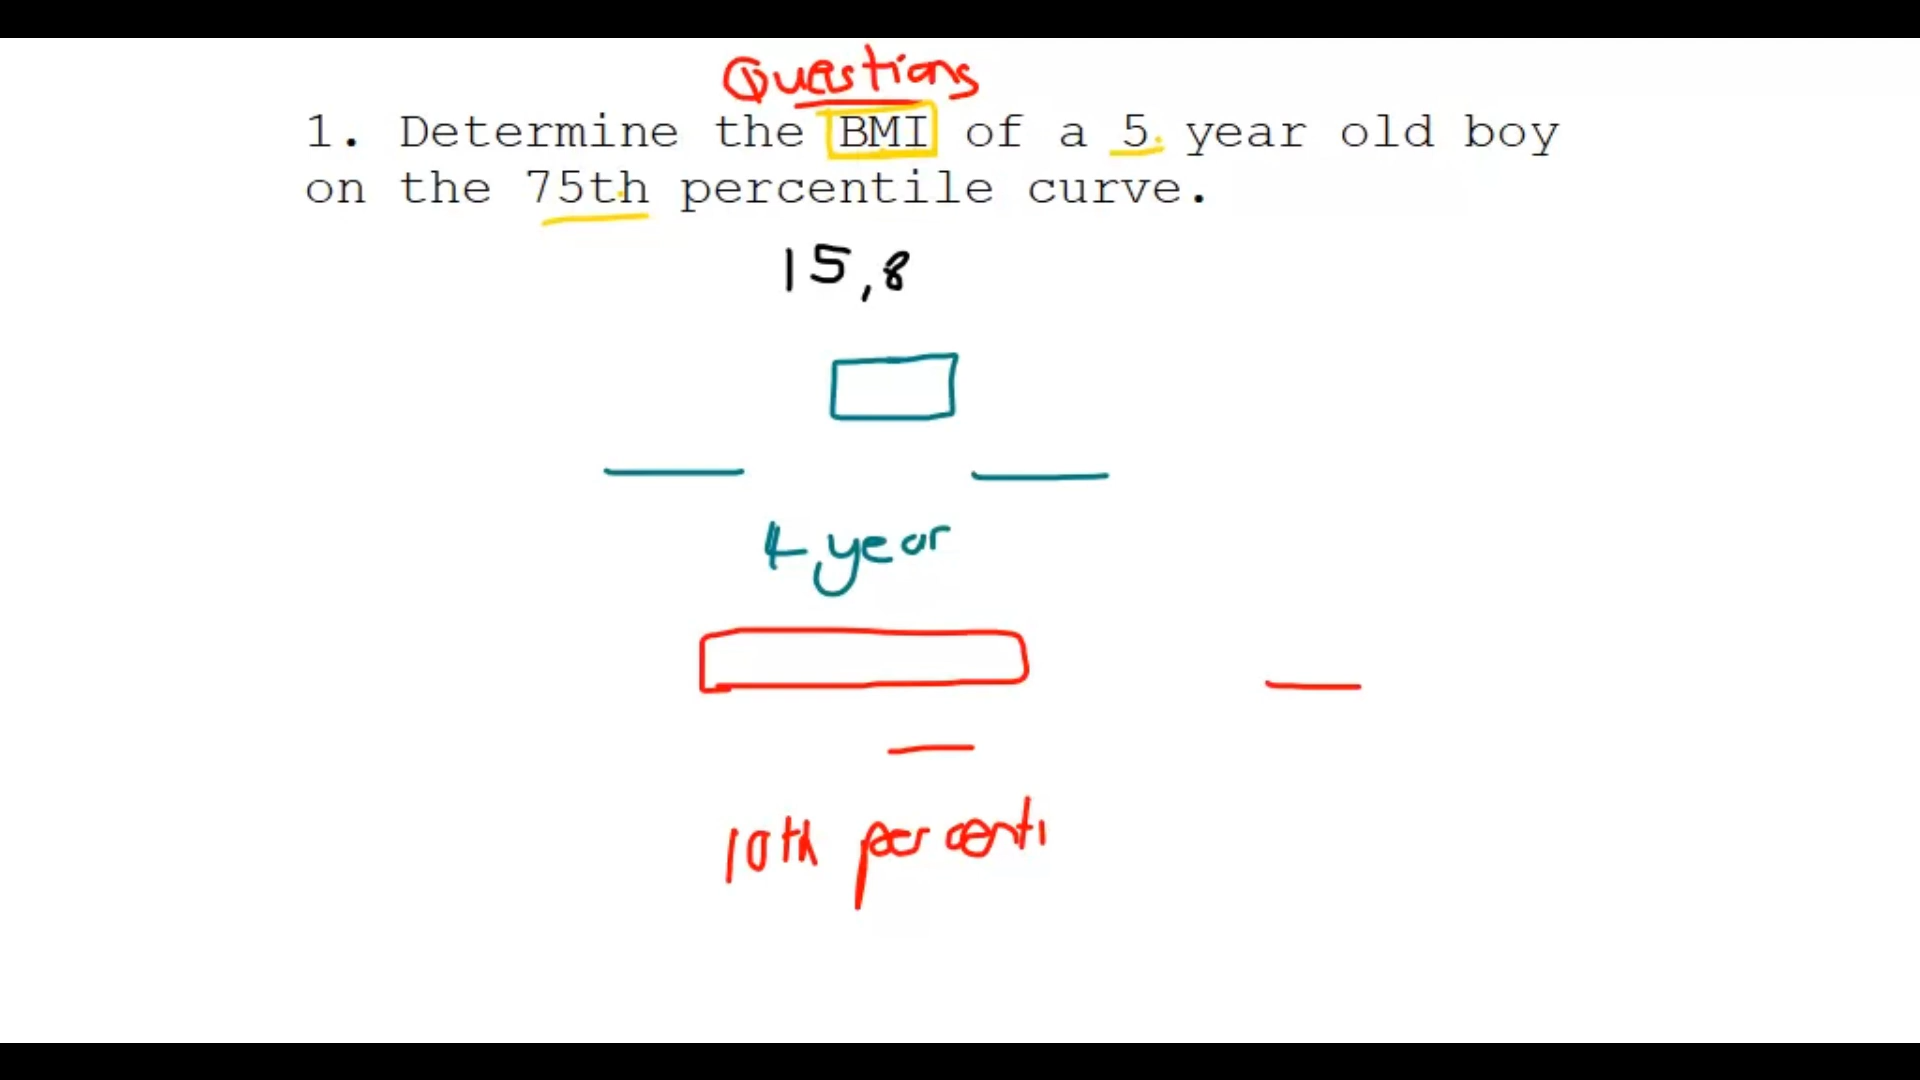 Questions
1. Determine the BMI of a 5 year old boy
on the 75th percentile curve.
15,8
4 year
10th percenti